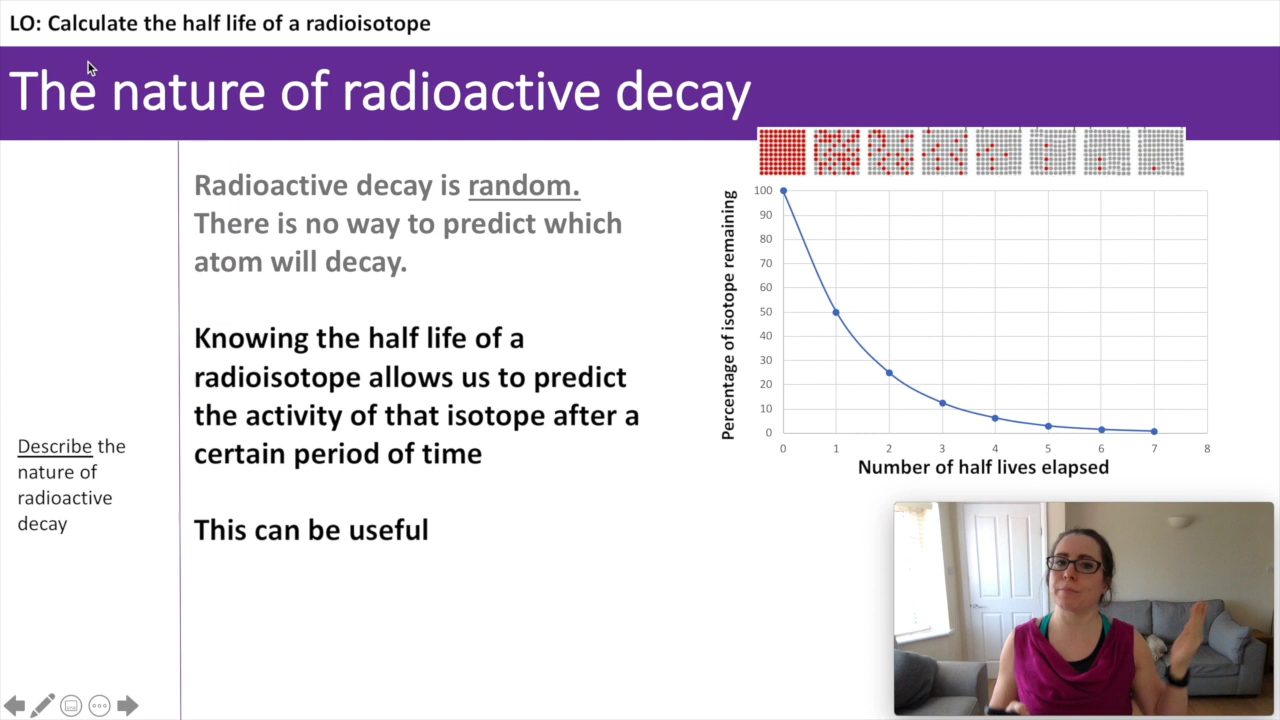 LO: Calculate the half life of a radioisotope
The nature of radioactive decay
Radioactive decay is random.
There is no way to predict which
atom will decay.
Knowing the half life of a
radioisotope allows us to predict
the activity of that isotope after a
certain period of time
This can be useful
Describe the
nature of
radioactive
decay
Percentage of isotope remaining
100
90
80
70
60
50
40
30
20
10
0
0 1 2 3 4 5 6 7 8
Number of half lives elapsed